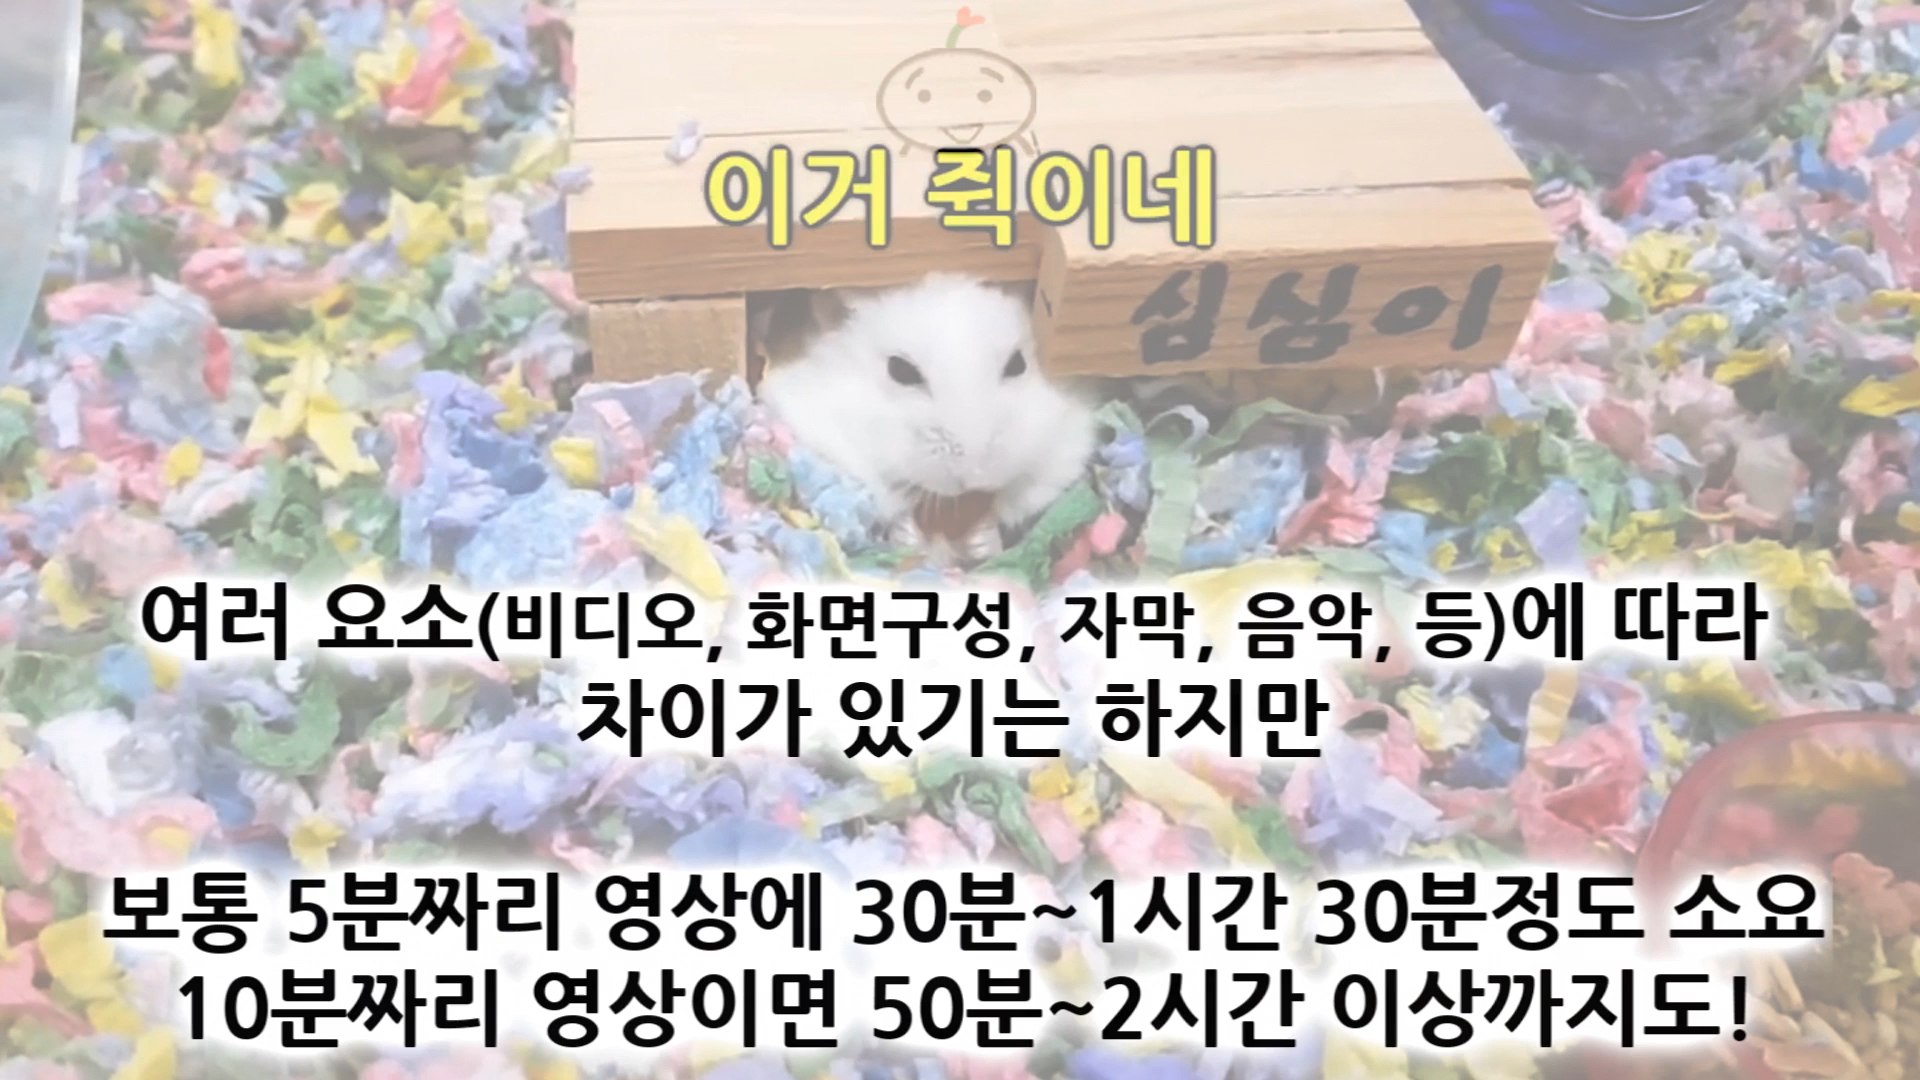 이거 쥑이네
심심이
여러 요소(비디오, 화면구성, 자막, 음악, 등)에 따라
차이가 있기는 하지만
보통 5분짜리 영상에 30분~1시간 30분정도 소요
10분짜리 영상이면 50분~2시간 이상까지도!